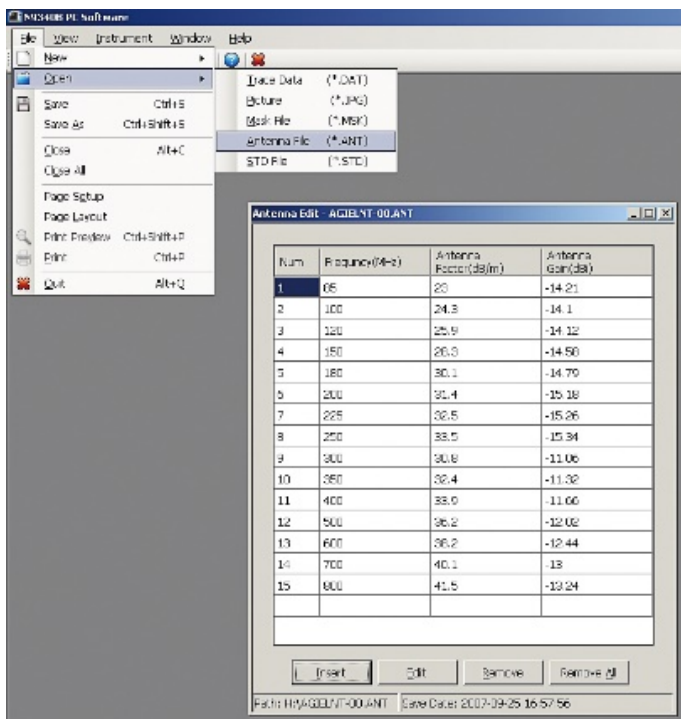 N9340B PC Software
File View Instrument Window Help
New
Open
Save Ctrl+S
Save As Ctrl+Shift+S
Close Alt+C
Close All
Page Setup
Page Layout
Print Preview Ctrl+Shift+P
Print Ctrl+P
Quit Alt+Q
Trace Data (*.DAT)
Picture (*.JPG)
Mask File (*.MSK)
Antenna File (*.ANT)
STD File (*.STD)
Antenna Edit - AGIELNT-00.ANT
Num Frequncy(MHz) Antenna Factor(dB/m) Antenna Gain(dBi)
1 85 23 -14.21
2 100 24.3 -14.1
3 120 25.9 -14.12
4 150 28.3 -14.58
5 180 30.1 -14.79
6 200 31.4 -15.18
7 225 32.5 -15.26
8 250 33.5 -15.34
9 300 30.8 -11.06
10 350 32.4 -11.32
11 400 33.9 -11.66
12 500 36.2 -12.02
13 600 38.2 -12.44
14 700 40.1 -13
15 800 41.5 -13.24
Insert Edit Remove Remove All
Path: H:\AGIELNT-00.ANT Save Date: 2007-09-25 16:57:56